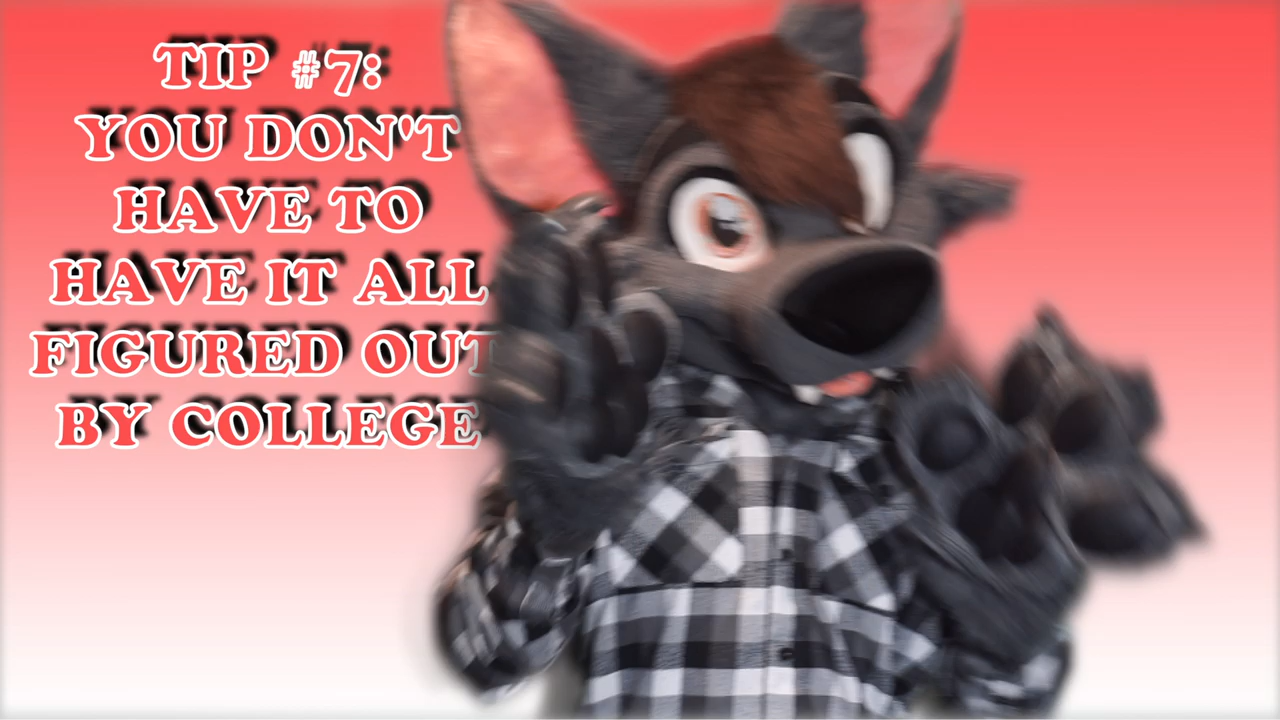 TIP #7:
YOU DON'T
HAVE TO
HAVE IT ALL
FIGURED OUT
BY COLLEGE